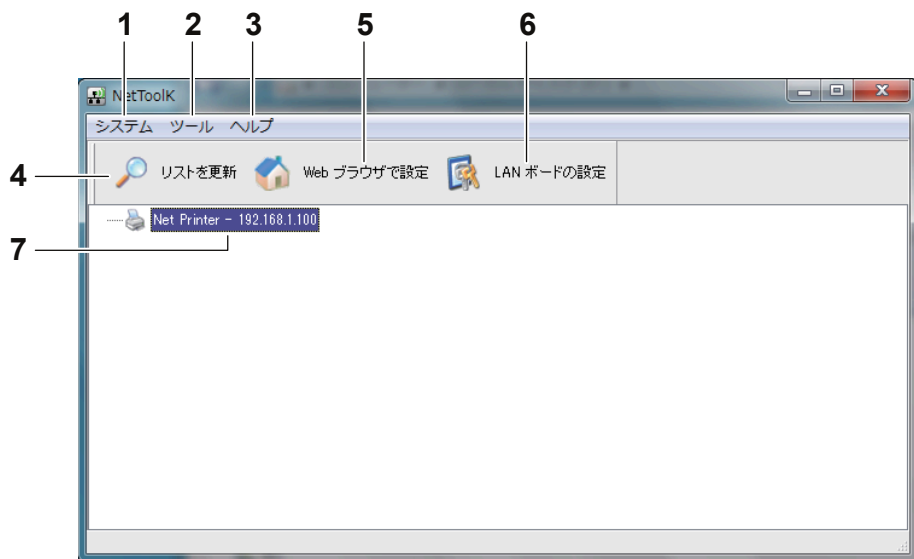 1 2 3 5 6
NetToolK
システム ツール ヘルプ
4 リストを更新 Web ブラウザで設定 LAN ボードの設定
Net Printer - 192.168.1.100
7